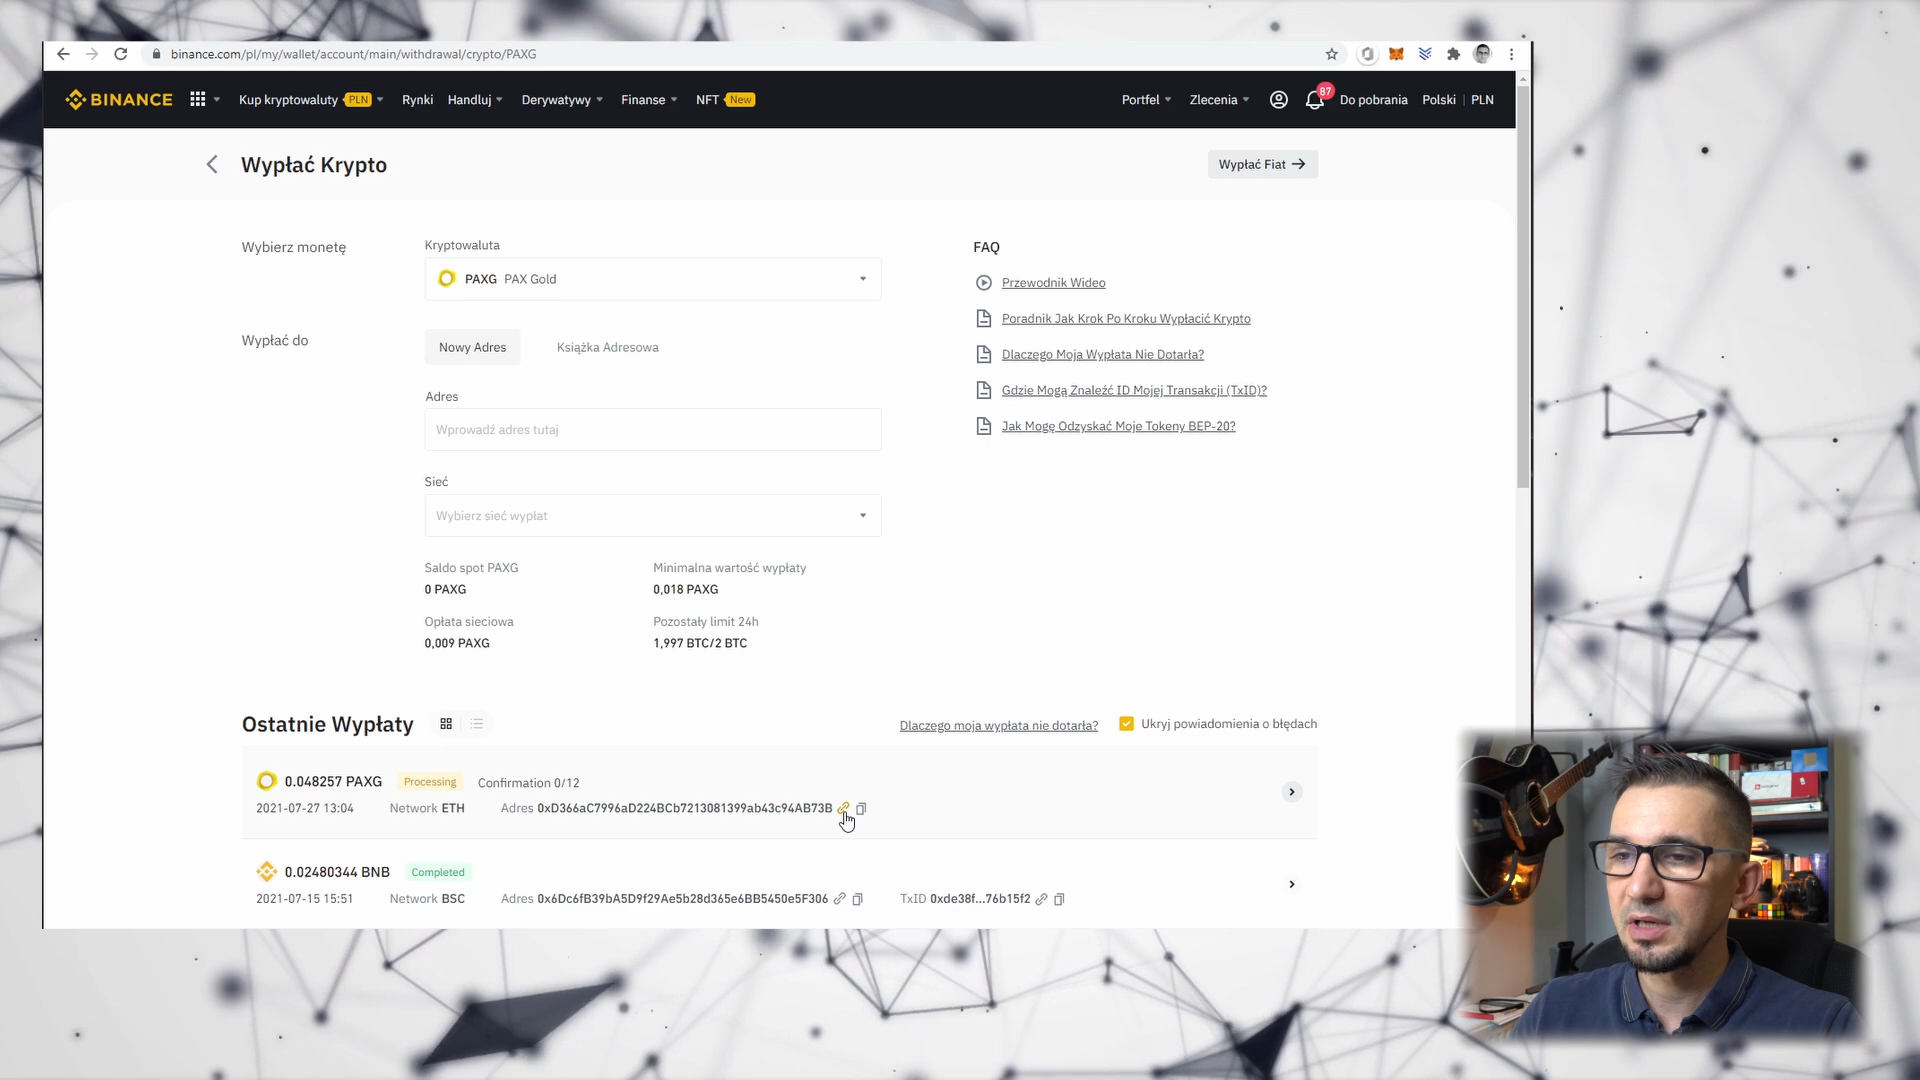 binance.com/pl/my/wallet/account/main/withdrawal/crypto/PAXG
BINANCE Kup kryptowaluty PLN Rynki Handluj Derywatywy Finanse NFT New Portfel Zlecenia 87 Do pobrania Polski | PLN
Wypłać Krypto
Wypłać Fiat
Wybierz monetę
Kryptowaluta
PAXG PAX Gold
Wypłać do
Nowy Adres
Książka Adresowa
Adres
Wprowadź adres tutaj
Sieć
Wybierz sieć wypłat
Saldo spot PAXG
0 PAXG
Minimalna wartość wypłaty
0,018 PAXG
Opłata sieciowa
0,009 PAXG
Pozostały limit 24h
1,997 BTC/2 BTC
FAQ
Przewodnik Wideo
Poradnik Jak Krok Po Kroku Wypłacić Krypto
Dlaczego Moja Wypłata Nie Dotarła?
Gdzie Mogą Znaleźć ID Mojej Transakcji (TxID)?
Jak Mogę Odzyskać Moje Tokeny BEP-20?
Ostatnie Wypłaty
Dlaczego moja wypłata nie dotarła?
Ukryj powiadomienia o błędach
0.048257 PAXG Processing Confirmation 0/12
2021-07-27 13:04 Network ETH Adres 0xD366aC7996aD224BCb7213081399ab43c94AB73B
0.02480344 BNB Completed
2021-07-15 15:51 Network BSC Adres 0x6Dc6fB39bA5D9f29Ae5b28d365e6BB5450e5F306 TxID 0xde38f...76b15f2